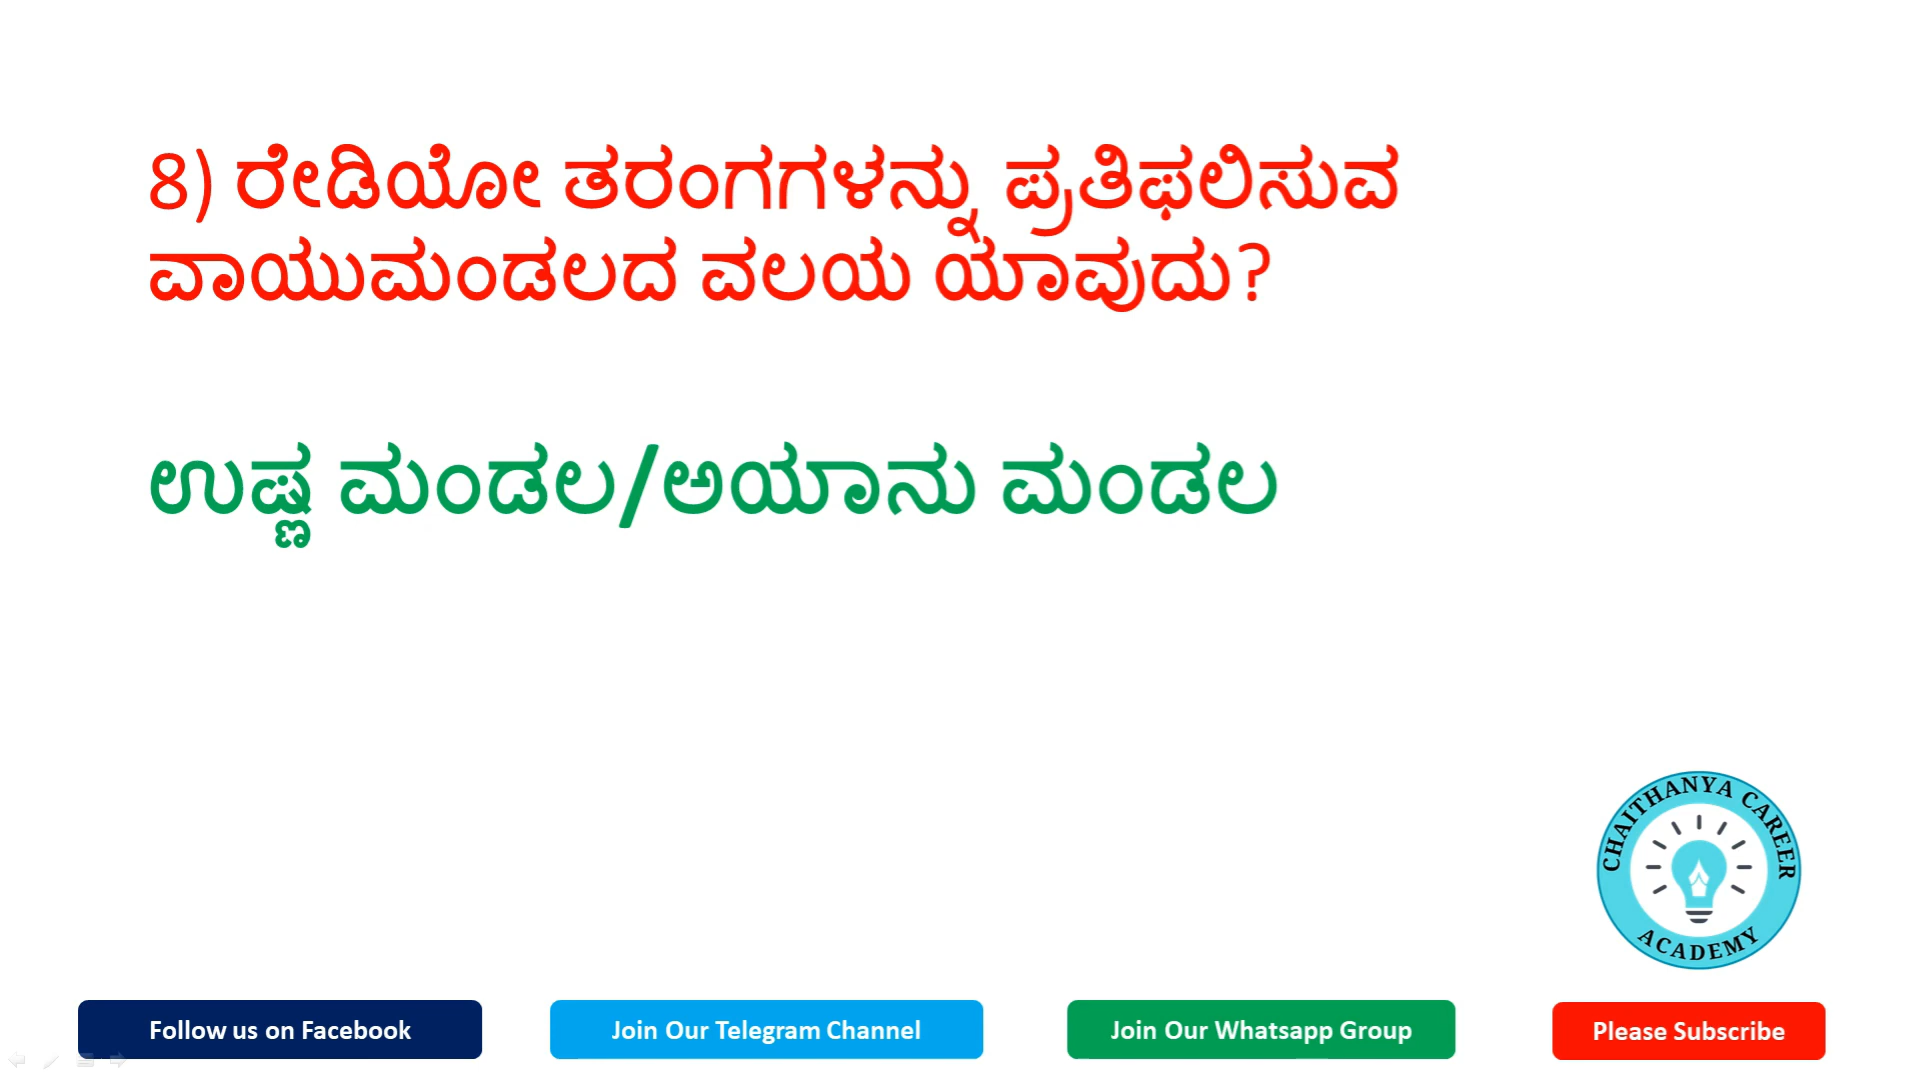 8) ರೇಡಿಯೋ ತರಂಗಗಳನ್ನು ಪ್ರತಿಫಲಿಸುವ
ವಾಯುಮಂಡಲದ ವಲಯ ಯಾವುದು?
ಉಷ್ಣ ಮಂಡಲ/ಅಯಾನು ಮಂಡಲ
CHAITHANYA CAREER
ACADEMY
Follow us on Facebook
Join Our Telegram Channel
Join Our Whatsapp Group
Please Subscribe